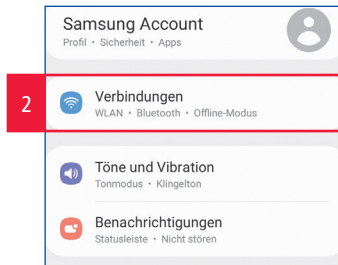 Samsung Account
Profil • Sicherheit • Apps
2
Verbindungen
WLAN • Bluetooth • Offline-Modus
Töne und Vibration
Tonmodus • Klingelton
Benachrichtigungen
Statusleiste • Nicht stören